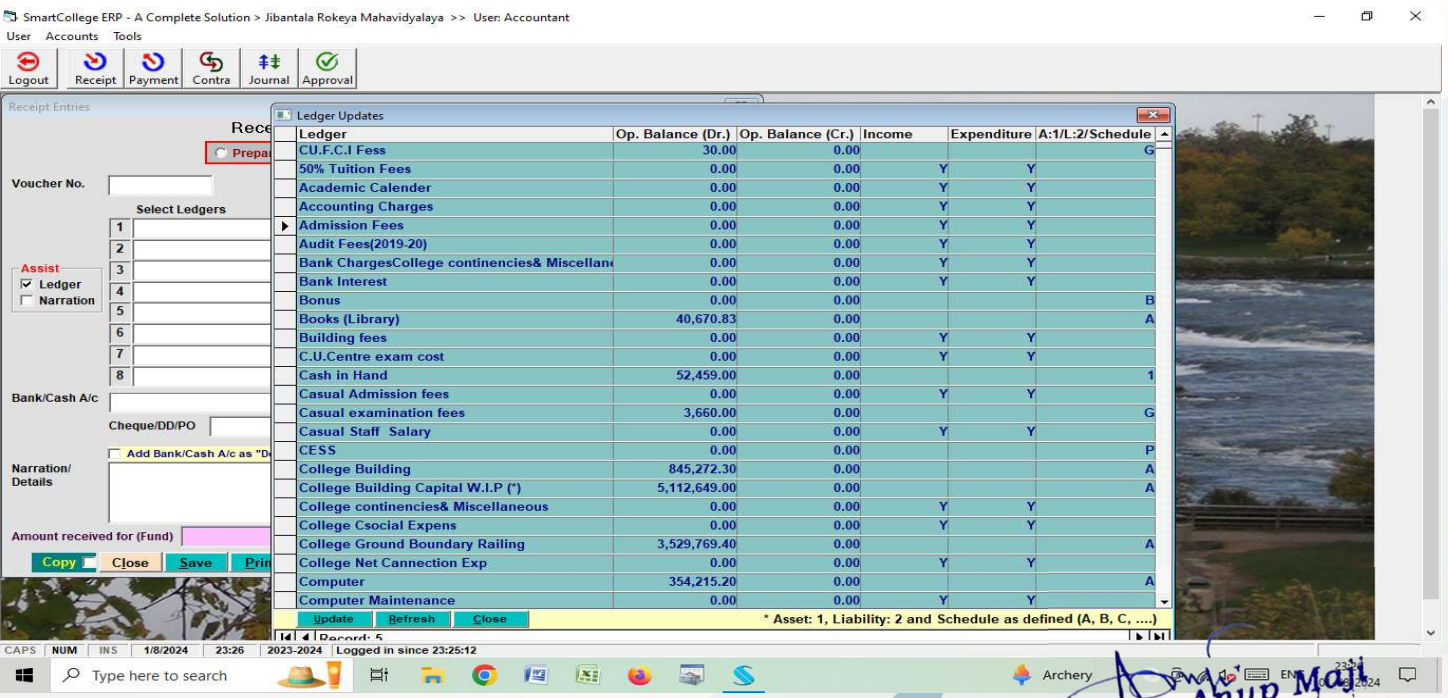 SmartCollege ERP - A Complete Solution > Jibantala Rokeya Mahavidyalaya >> User: Accountant
User Accounts Tools
Logout Receipt Payment Contra Journal Approval
Receipt Entries
Rece
Prepa
Voucher No.
Select Ledgers
1
2
3
4
5
6
7
8
Assist
Ledger
Narration
Bank/Cash A/c
Cheque/DD/PO
Add Bank/Cash A/c as "D
Narration/
Details
Amount received for (Fund)
Copy Close Save Prin
Ledger Updates
Ledger Op. Balance (Dr.) Op. Balance (Cr.) Income Expenditure A:1/L:2/Schedule
CU.F.C.I Fess 30.00 0.00 G
50% Tuition Fees 0.00 0.00 Y Y
Academic Calender 0.00 0.00 Y Y
Accounting Charges 0.00 0.00 Y Y
Admission Fees 0.00 0.00 Y Y
Audit Fees(2019-20) 0.00 0.00 Y Y
Bank ChargesCollege continencies& Miscellan 0.00 0.00 Y Y
Bank Interest 0.00 0.00 Y Y
Bonus 0.00 0.00 B
Books (Library) 40,670.83 0.00 A
Building fees 0.00 0.00 Y Y
C.U.Centre exam cost 0.00 0.00 Y Y
Cash in Hand 52,459.00 0.00 1
Casual Admission fees 0.00 0.00 Y Y
Casual examination fees 3,660.00 0.00 G
Casual Staff Salary 0.00 0.00 Y Y
CESS 0.00 0.00 P
College Building 845,272.30 0.00 A
College Building Capital W.I.P (*) 5,112,649.00 0.00 A
College continencies& Miscellaneous 0.00 0.00 Y Y
College Csocial Expens 0.00 0.00 Y Y
College Ground Boundary Railing 3,529,769.40 0.00 A
College Net Cannection Exp 0.00 0.00 Y Y
Computer 354,215.20 0.00 A
Computer Maintenance 0.00 0.00 Y Y
Update Refresh Close * Asset: 1, Liability: 2 and Schedule as defined (A, B, C, ....)
Record: 5
CAPS NUM INS 1/8/2024 23:26 2023-2024 Logged in since 23:25:12
Type here to search Archery
Anup Maji